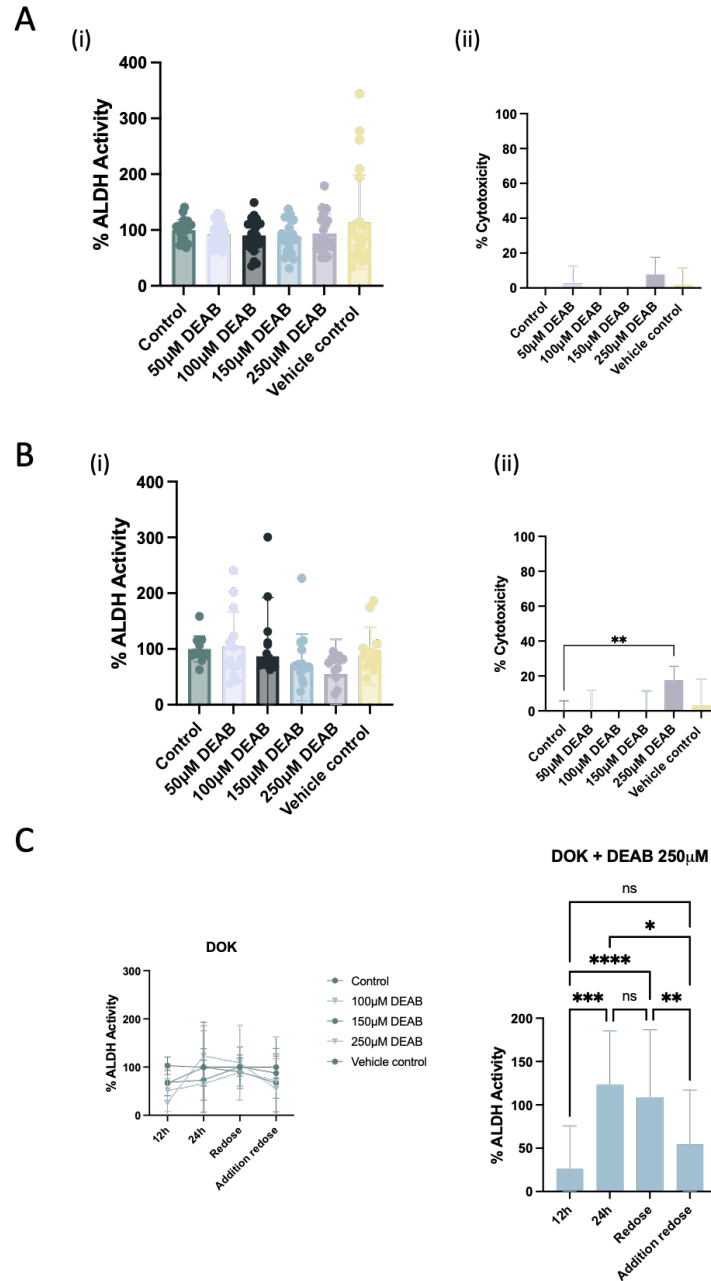 A
(i)
% ALDH Activity
400
300
200
100
0
Control
50µM DEAB
100µM DEAB
150µM DEAB
250µM DEAB
Vehicle control
(ii)
% Cytotoxicity
100
80
60
40
20
0
Control
50µM DEAB
100µM DEAB
150µM DEAB
250µM DEAB
Vehicle control
B
(i)
% ALDH Activity
400
300
200
100
0
Control
50µM DEAB
100µM DEAB
150µM DEAB
250µM DEAB
Vehicle control
(ii)
% Cytotoxicity
100
80
60
40
20
0
**
Control
50µM DEAB
100µM DEAB
150µM DEAB
250µM DEAB
Vehicle control
C
DOK
% ALDH Activity
300
200
100
0
12h
24h
Redose
Addition redose
Control
100µM DEAB
150µM DEAB
250µM DEAB
Vehicle control
DOK + DEAB 250µM
ns
*
****
***
ns
**
% ALDH Activity
200
150
100
50
0
12h
24h
Redose
Addition redose